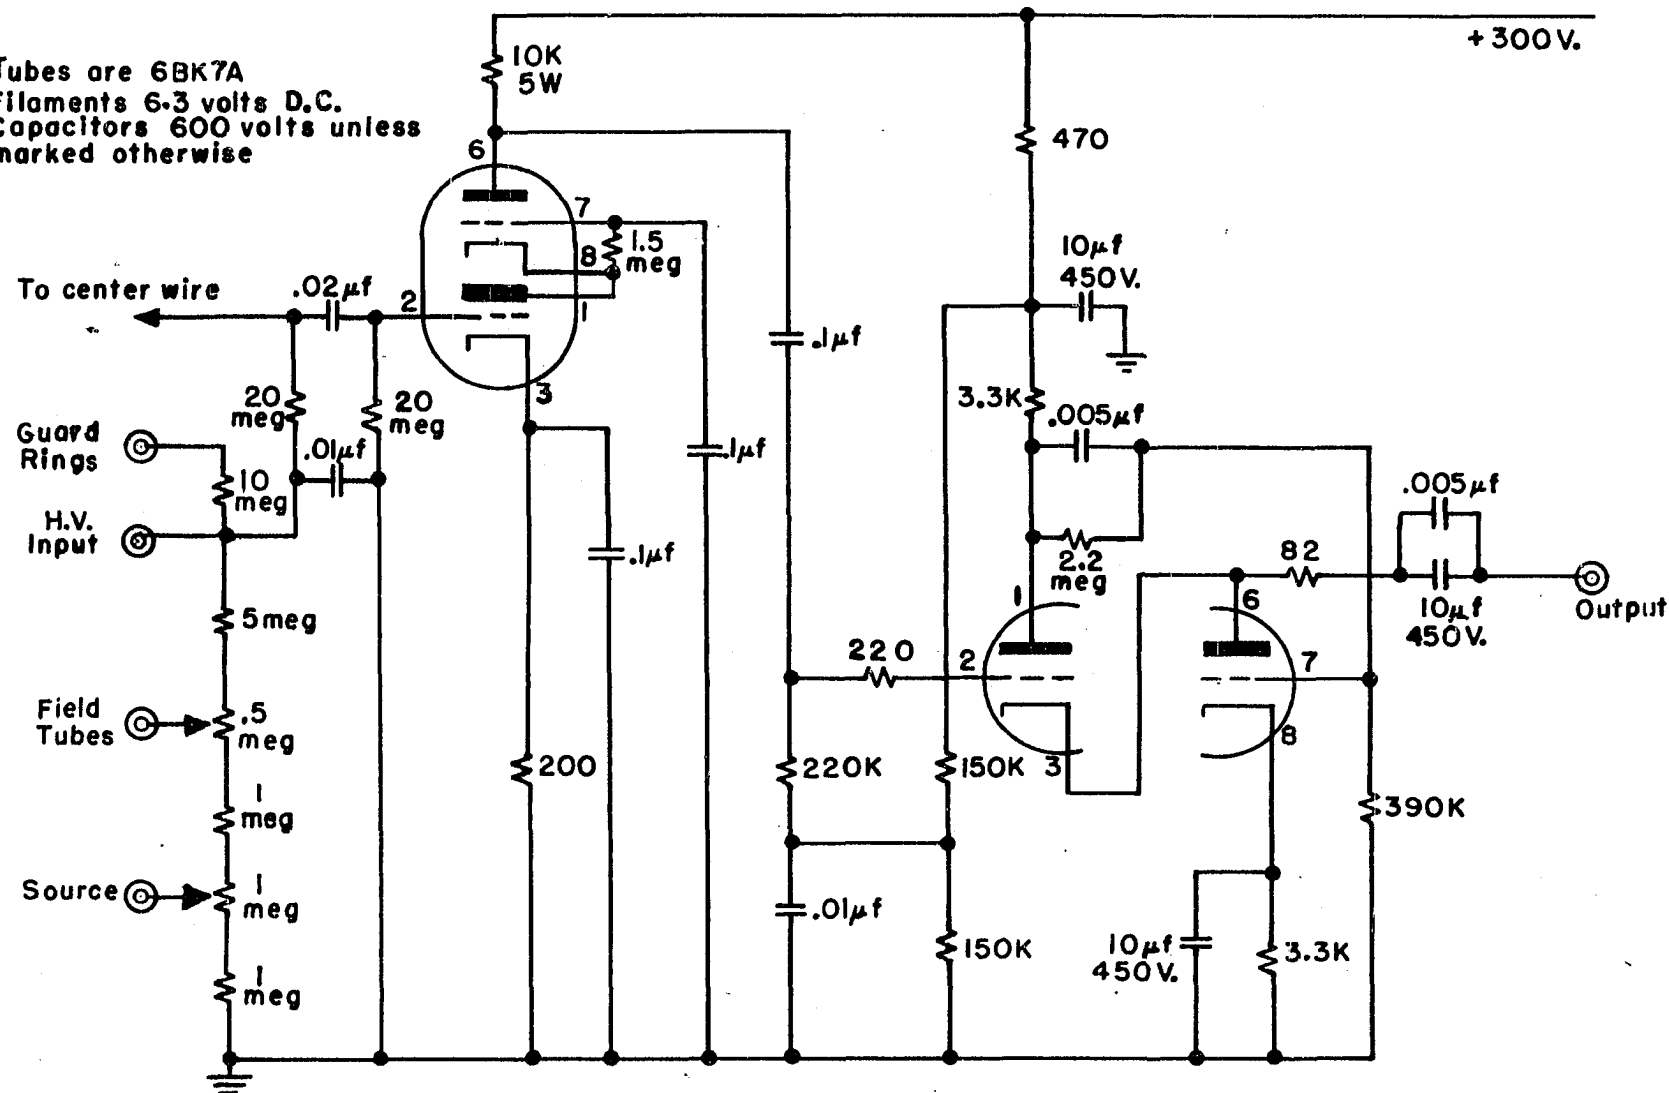 Tubes are 6BK7A
Filaments 6.3 volts D.C.
Capacitors 600 volts unless
marked otherwise
+300V.
10K
5W
470
6
7
8
1.5
meg
1
2
3
10µf
450V.
To center wire
.02µf
.1µf
20
meg
20
meg
3.3K
.005µf
Guard
Rings
.01µf
.1µf
10
meg
.005µf
H.V.
Input
.1µf
2.2
meg
82
10µf
450V.
Output
5meg
1
6
220
2
7
Field
Tubes
.5
meg
8
3
200
220K
150K
390K
1
meg
Source
1
meg
.01µf
150K
10µf
450V.
3.3K
1
meg